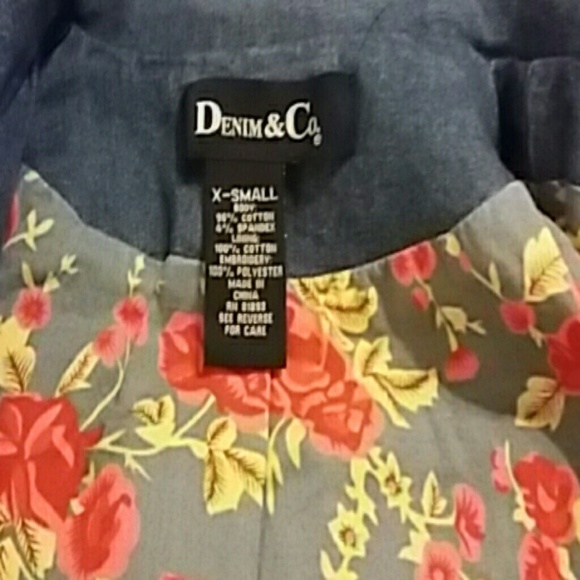 DENIM & Co.
X-SMALL
BODY:
96% COTTON
4% SPANDEX
LINING:
100% COTTON
EMBROIDERY:
100% POLYESTER
MADE IN
CHINA
RN 81893
SEE REVERSE
FOR CARE